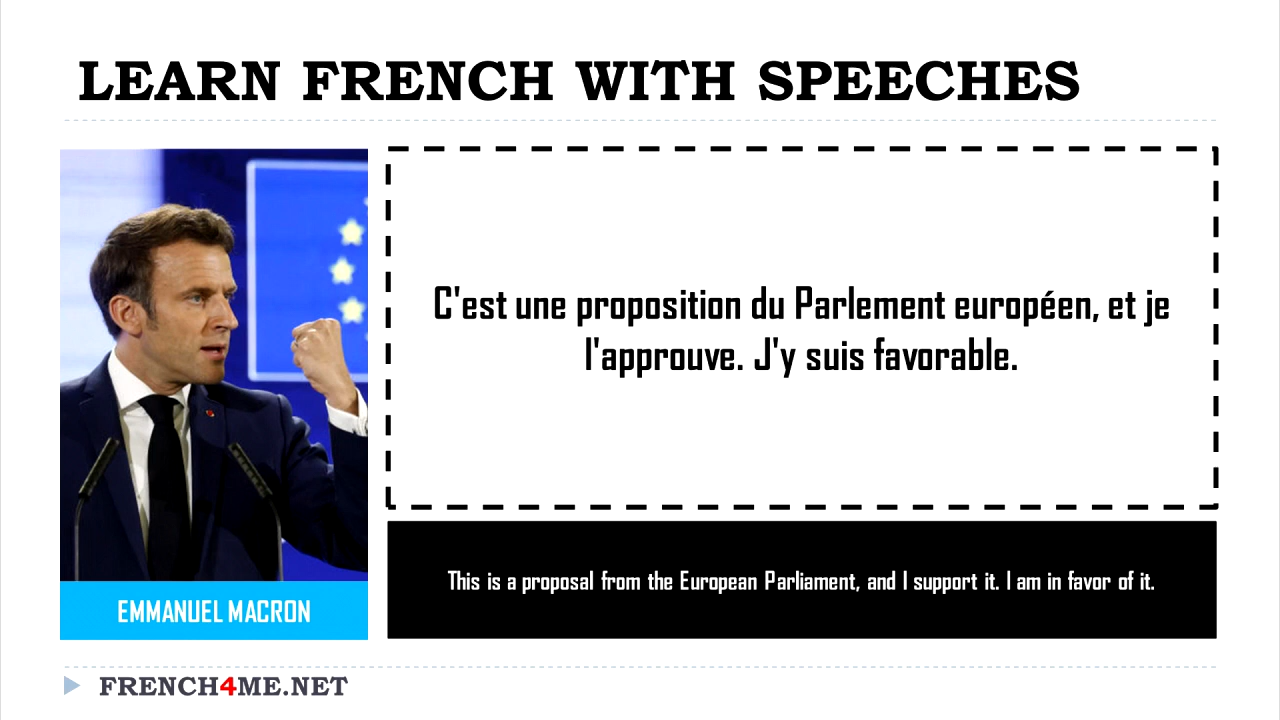 LEARN FRENCH WITH SPEECHES
C'est une proposition du Parlement européen, et je
l'approuve. J'y suis favorable.
This is a proposal from the European Parliament, and I support it. I am in favor of it.
EMMANUEL MACRON
FRENCH4ME.NET